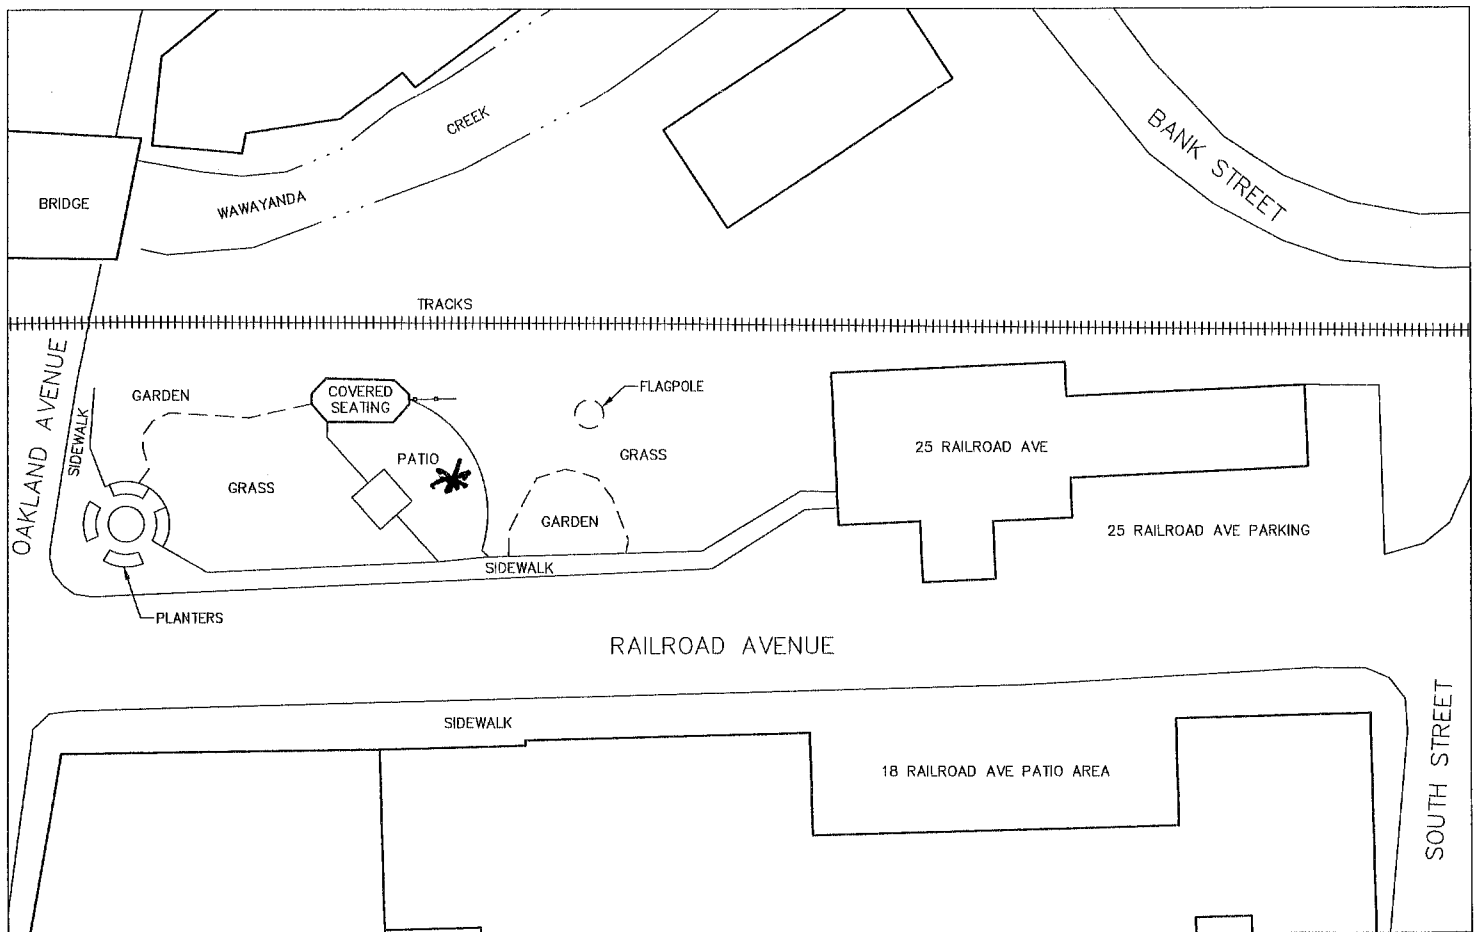 CREEK
BANK STREET
BRIDGE
WAWAYANDA
TRACKS
OAKLAND AVENUE
SIDEWALK
GARDEN
COVERED
SEATING
FLAGPOLE
PATIO
GRASS
25 RAILROAD AVE
GRASS
GARDEN
25 RAILROAD AVE PARKING
SIDEWALK
PLANTERS
RAILROAD AVENUE
SIDEWALK
18 RAILROAD AVE PATIO AREA
SOUTH STREET